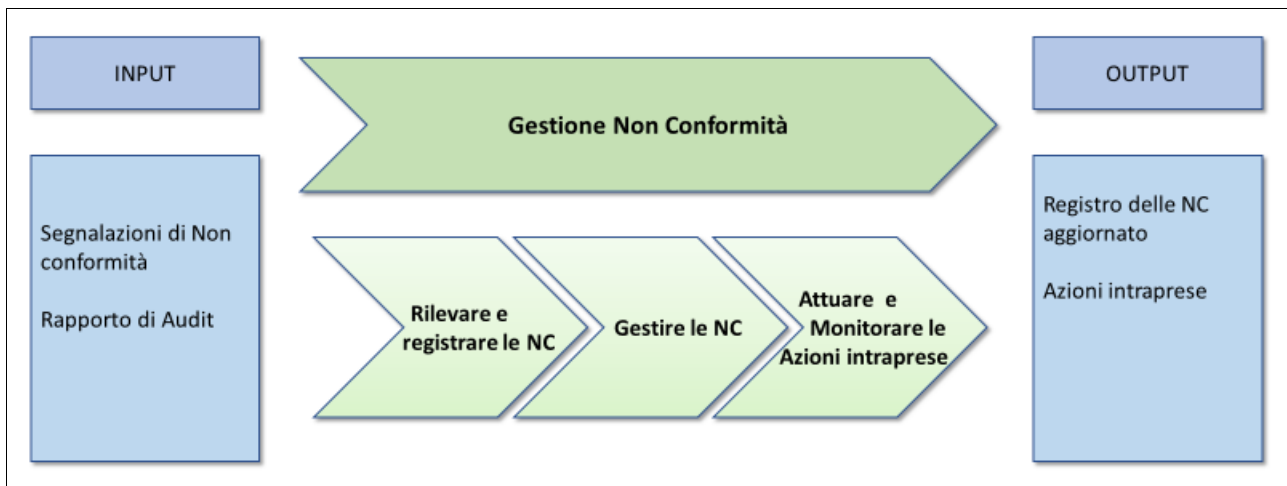 INPUT
Gestione Non Conformità
OUTPUT
Segnalazioni di Non
conformità
Rapporto di Audit
Rilevare e
registrare le NC
Gestire le NC
Attuare e
Monitorare le
Azioni intraprese
Registro delle NC
aggiornato
Azioni intraprese